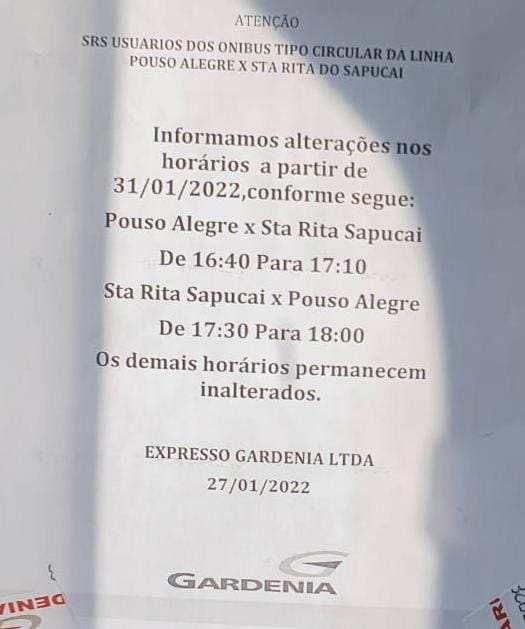 ATENÇÃO
SRS USUARIOS DOS ONIBUS TIPO CIRCULAR DA LINHA
POUSO ALEGRE X STA RITA DO SAPUCAI
Informamos alterações nos
horários a partir de
31/01/2022,conforme segue:
Pouso Alegre x Sta Rita Sapucai
De 16:40 Para 17:10
Sta Rita Sapucai x Pouso Alegre
De 17:30 Para 18:00
Os demais horários permanecem
inalterados.
EXPRESSO GARDENIA LTDA
27/01/2022
GARDENIA